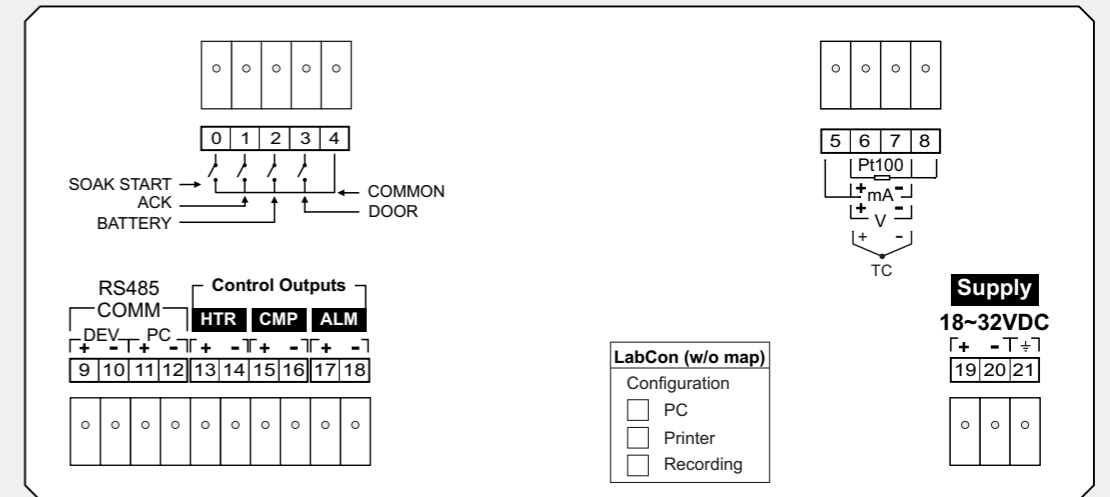 0 1 2 3 4
SOAK START
ACK
BATTERY
COMMON
DOOR
5 6 7 8
Pt100
+ mA -
+ V -
+ -
TC
RS485
COMM
DEV PC
+ - + -
9 10 11 12
Control Outputs
HTR CMP ALM
+ - + - + -
13 14 15 16 17 18
LabCon (w/o map)
Configuration
PC
Printer
Recording
Supply
18~32VDC
+ -
19 20 21